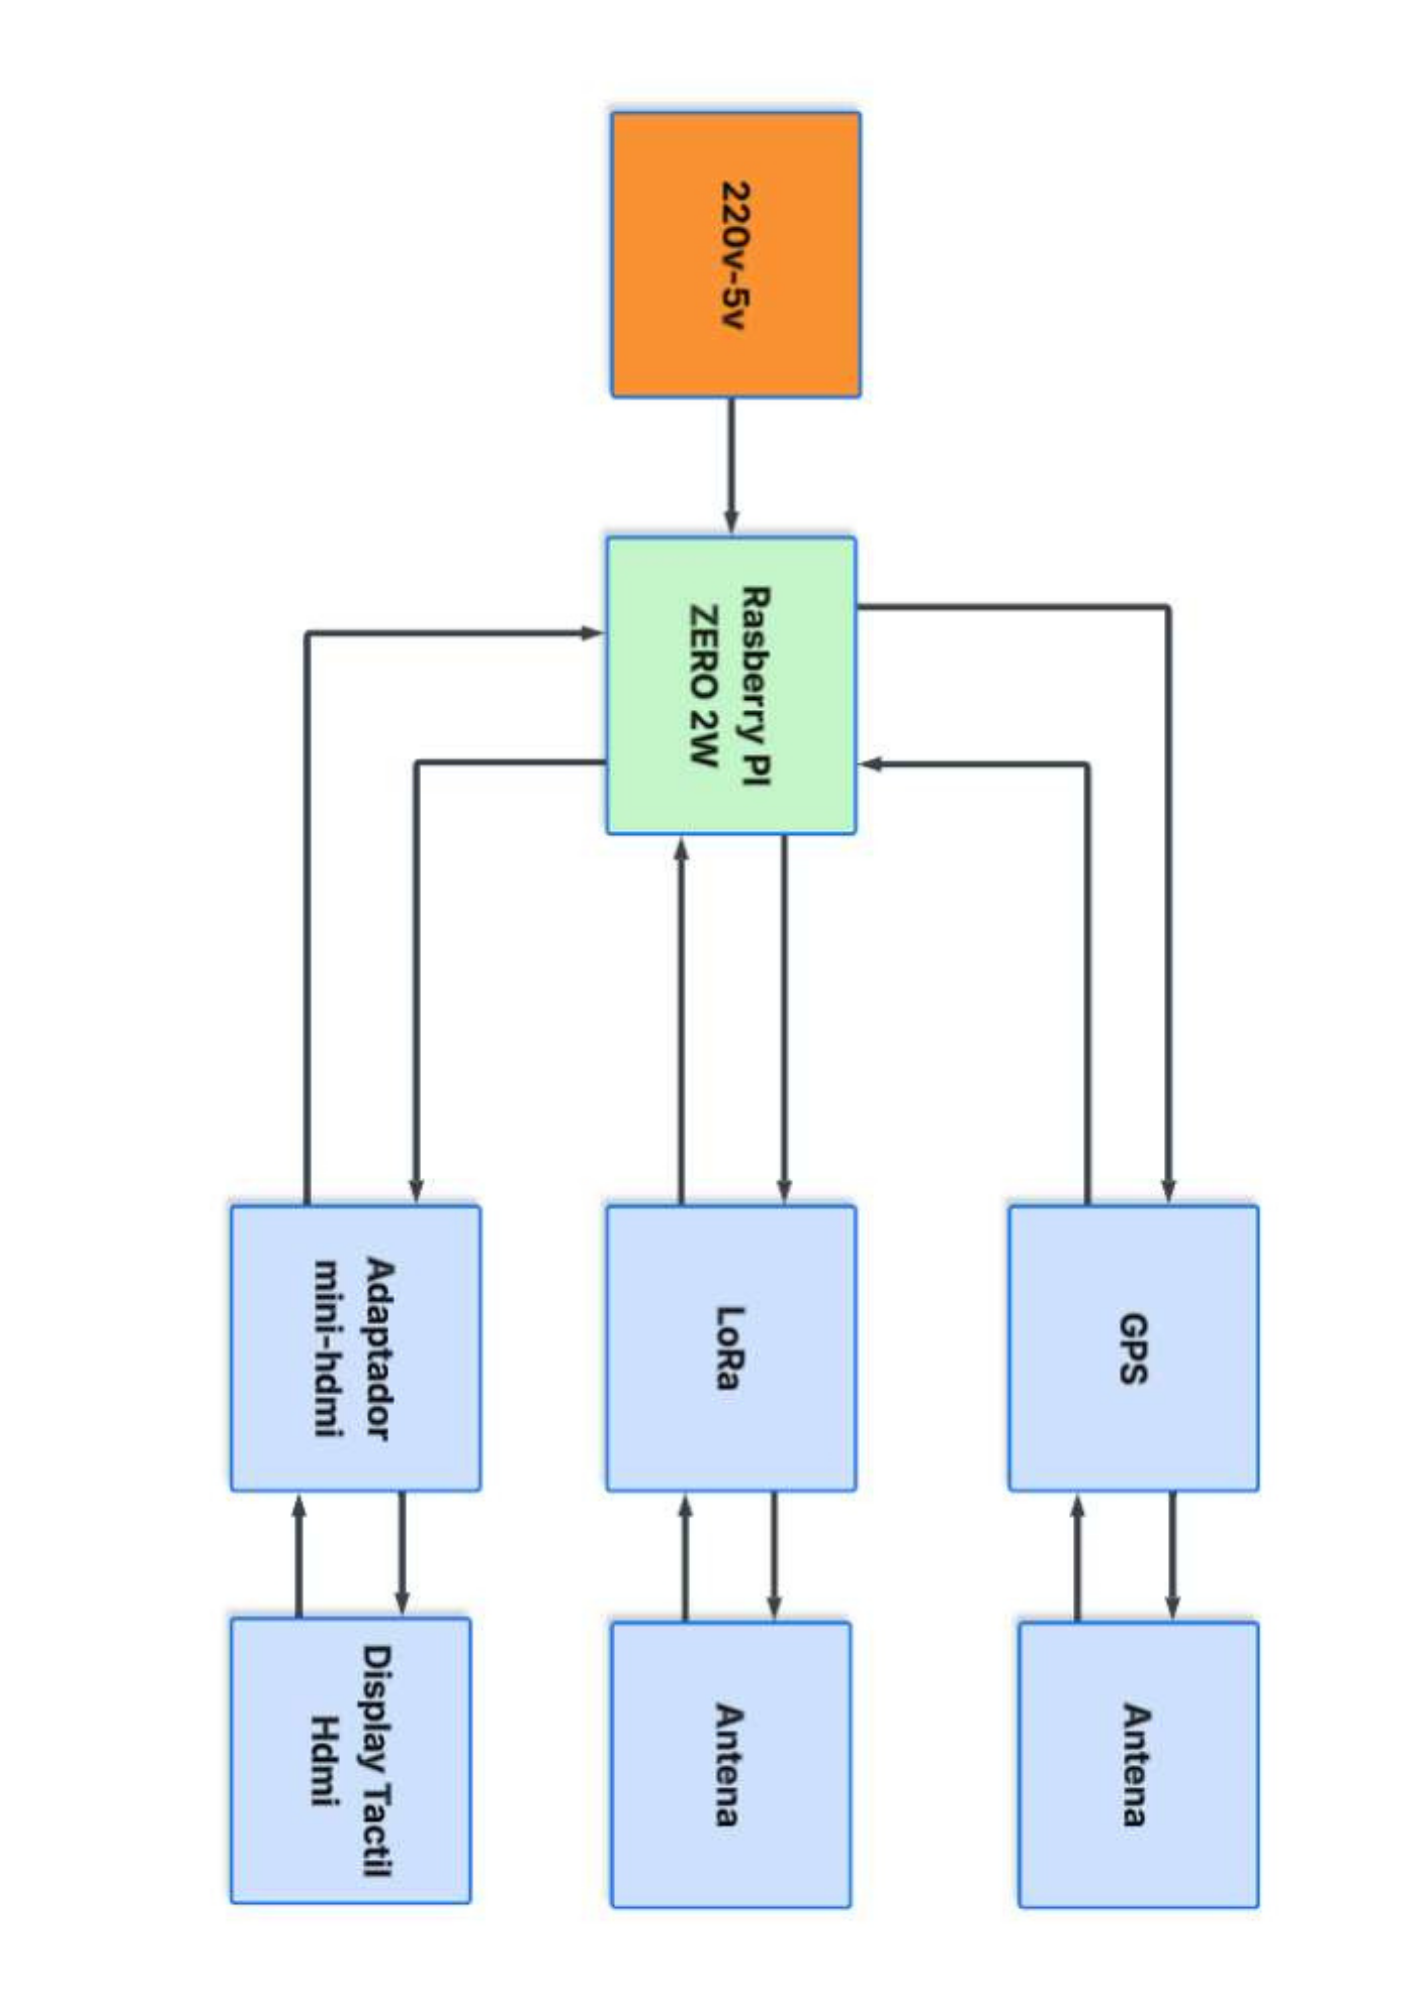 220v-5v
Rasberry PI
ZERO 2W
GPS
Antena
LoRa
Antena
Adaptador
mini-hdmi
Display Tactil
Hdmi